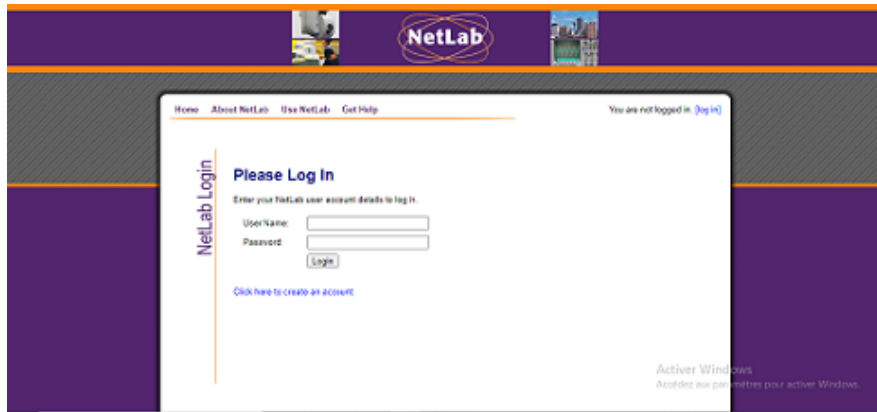 NetLab
Home About NetLab Use NetLab Get Help
You are not logged in. (log in)
NetLab Login
Please Log In
Enter your NetLab user account details to log in.
User Name:
Password:
Login
Click here to create an account.
Activer Windows
Accédez aux paramètres pour activer Windows.